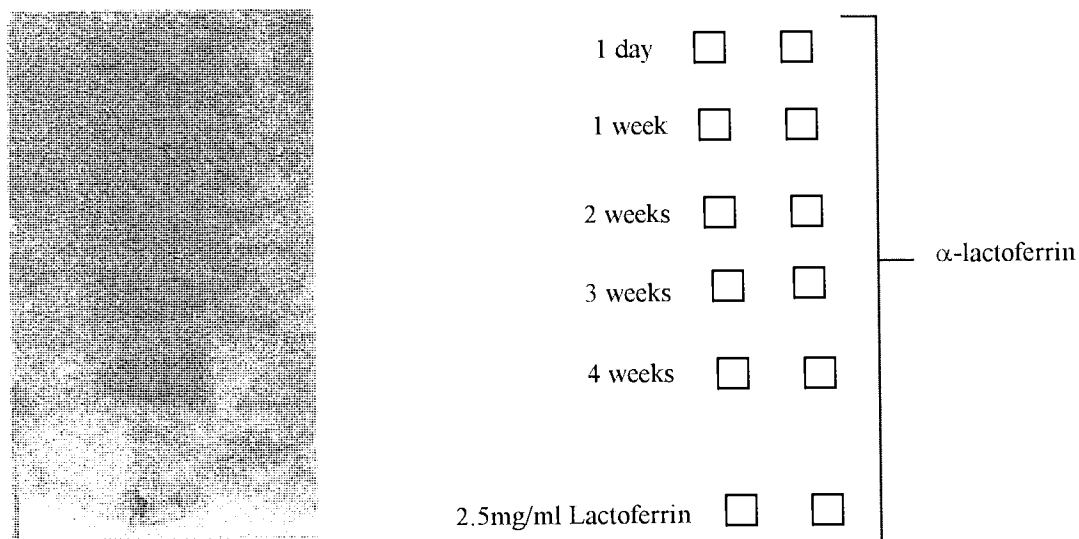 1 day
1 week
2 weeks
α-lactoferrin
3 weeks
4 weeks
2.5mg/ml Lactoferrin